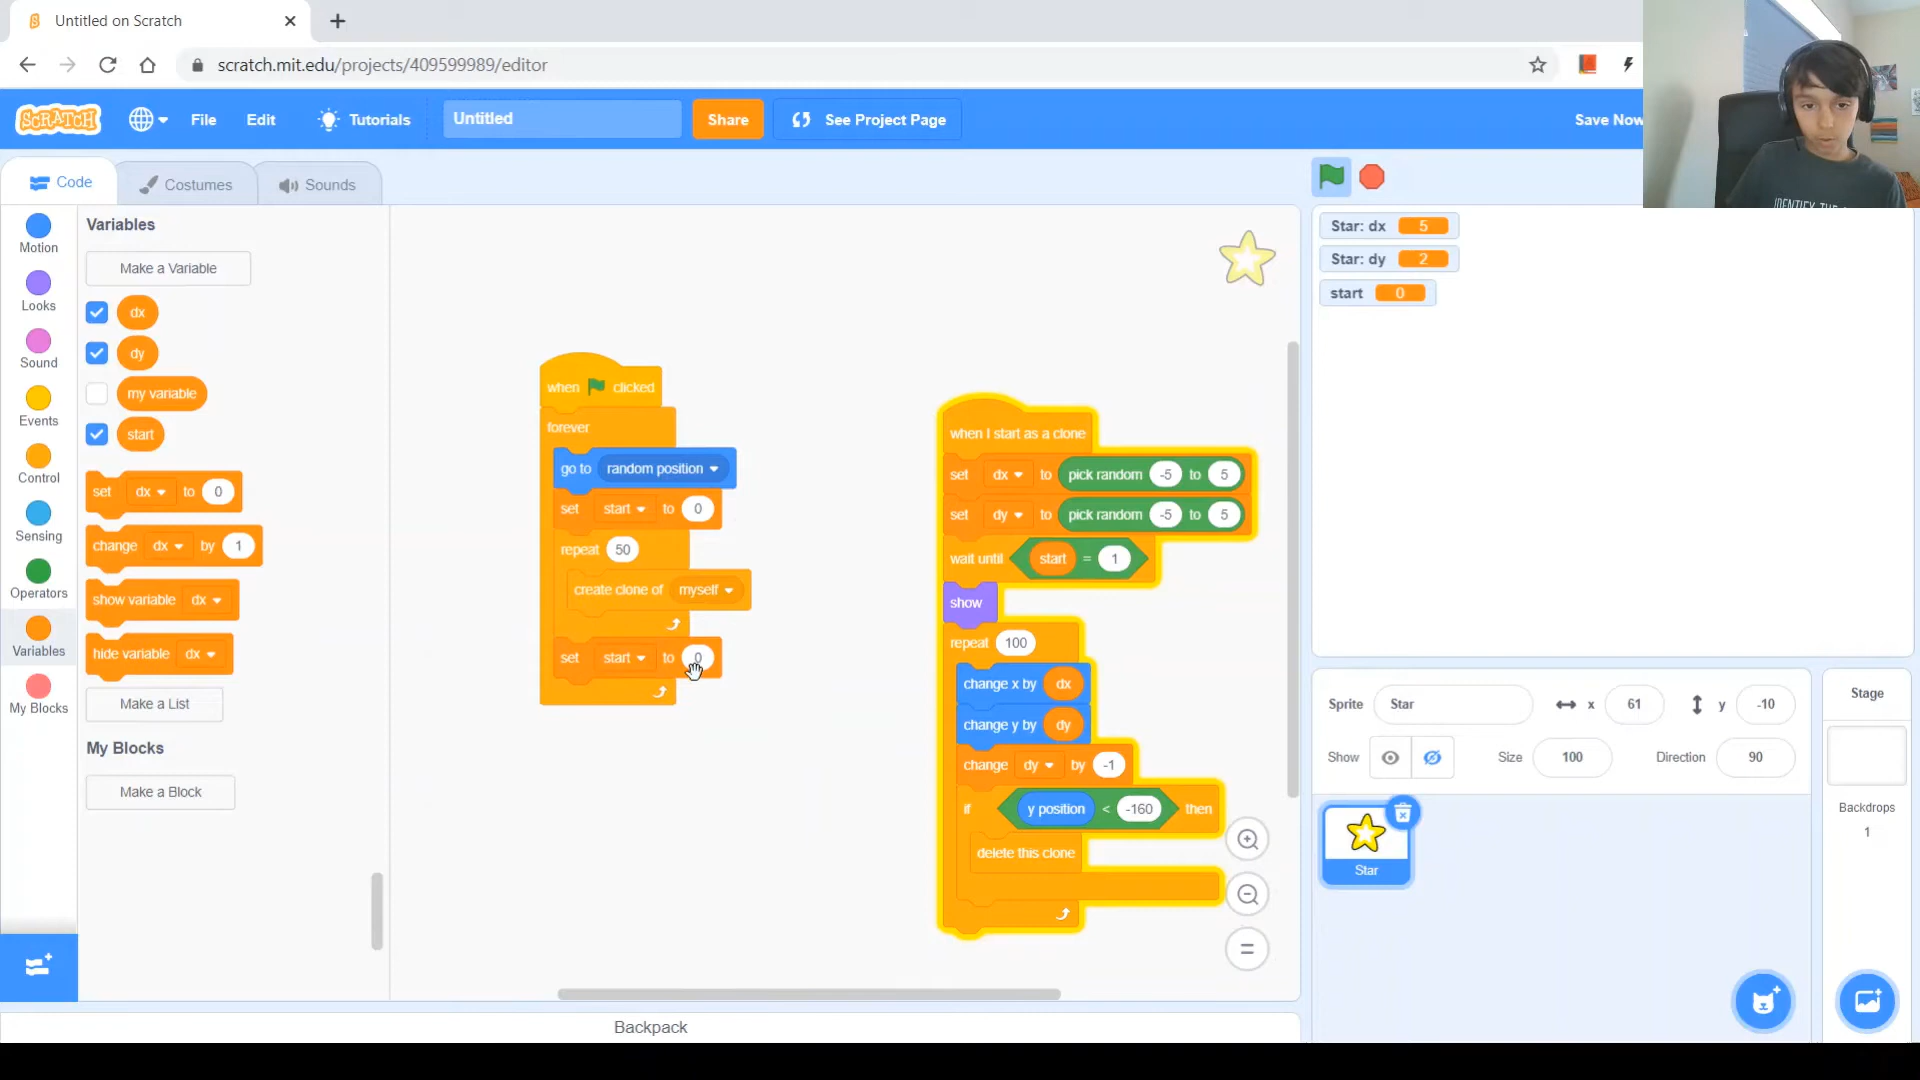 Untitled on Scratch
scratch.mit.edu/projects/409599989/editor
SCRATCH
File
Edit
Tutorials
Untitled
Share
See Project Page
Save Now
Code
Costumes
Sounds
Motion
Looks
Sound
Events
Control
Sensing
Operators
Variables
My Blocks
Variables
Make a Variable
dx
dy
my variable
start
set dx to 0
change dx by 1
show variable dx
hide variable dx
Make a List
My Blocks
Make a Block
when clicked
forever
go to random position
set start to 0
repeat 50
create clone of myself
set start to 0
when I start as a clone
set dx to pick random -5 to 5
set dy to pick random -5 to 5
wait until start = 1
show
repeat 100
change x by dx
change y by dy
change dy by -1
if y position < -160 then
delete this clone
Backpack
Star: dx 5
Star: dy 2
start 0
Sprite Star x 61 y -10
Show Size 100 Direction 90
Star
Stage
Backdrops
1